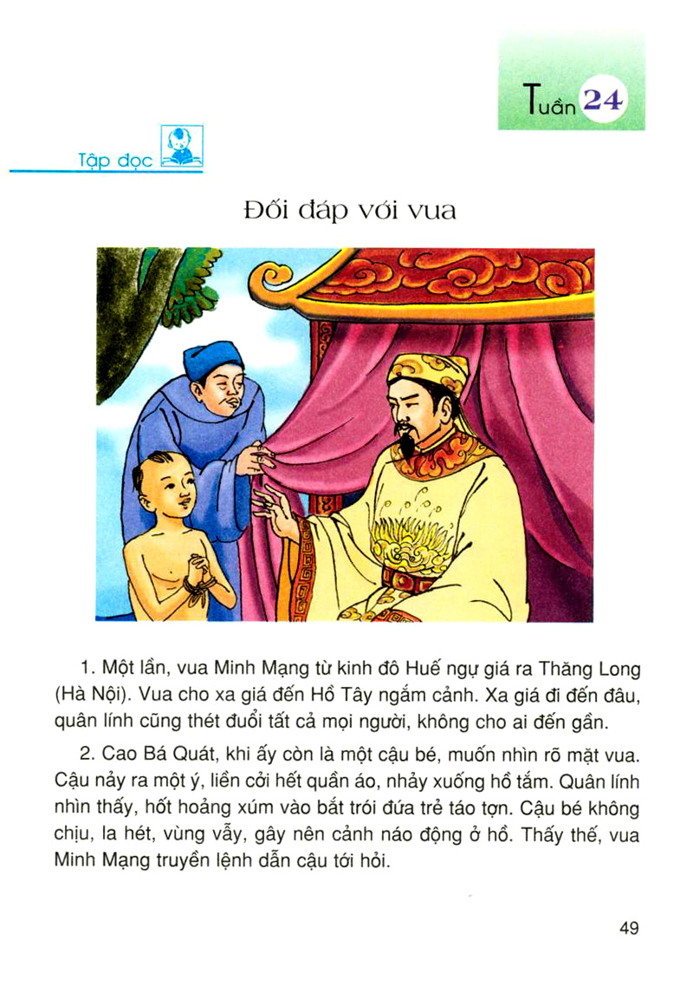 Tuần 24
Tập đọc
Đối đáp với vua
1. Một lần, vua Minh Mạng từ kinh đô Huế ngự giá ra Thăng Long
(Hà Nội). Vua cho xa giá đến Hồ Tây ngắm cảnh. Xa giá đi đến đâu,
quân lính cũng thét đuổi tất cả mọi người, không cho ai đến gần.
2. Cao Bá Quát, khi ấy còn là một cậu bé, muốn nhìn rõ mặt vua.
Cậu nảy ra một ý, liền cởi hết quần áo, nhảy xuống hồ tắm. Quân lính
nhìn thấy, hốt hoảng xúm vào bắt trói đứa trẻ táo tợn. Cậu bé không
chịu, la hét, vùng vẫy, gây nên cảnh náo động ở hồ. Thấy thế, vua
Minh Mạng truyền lệnh dẫn cậu tới hỏi.
49